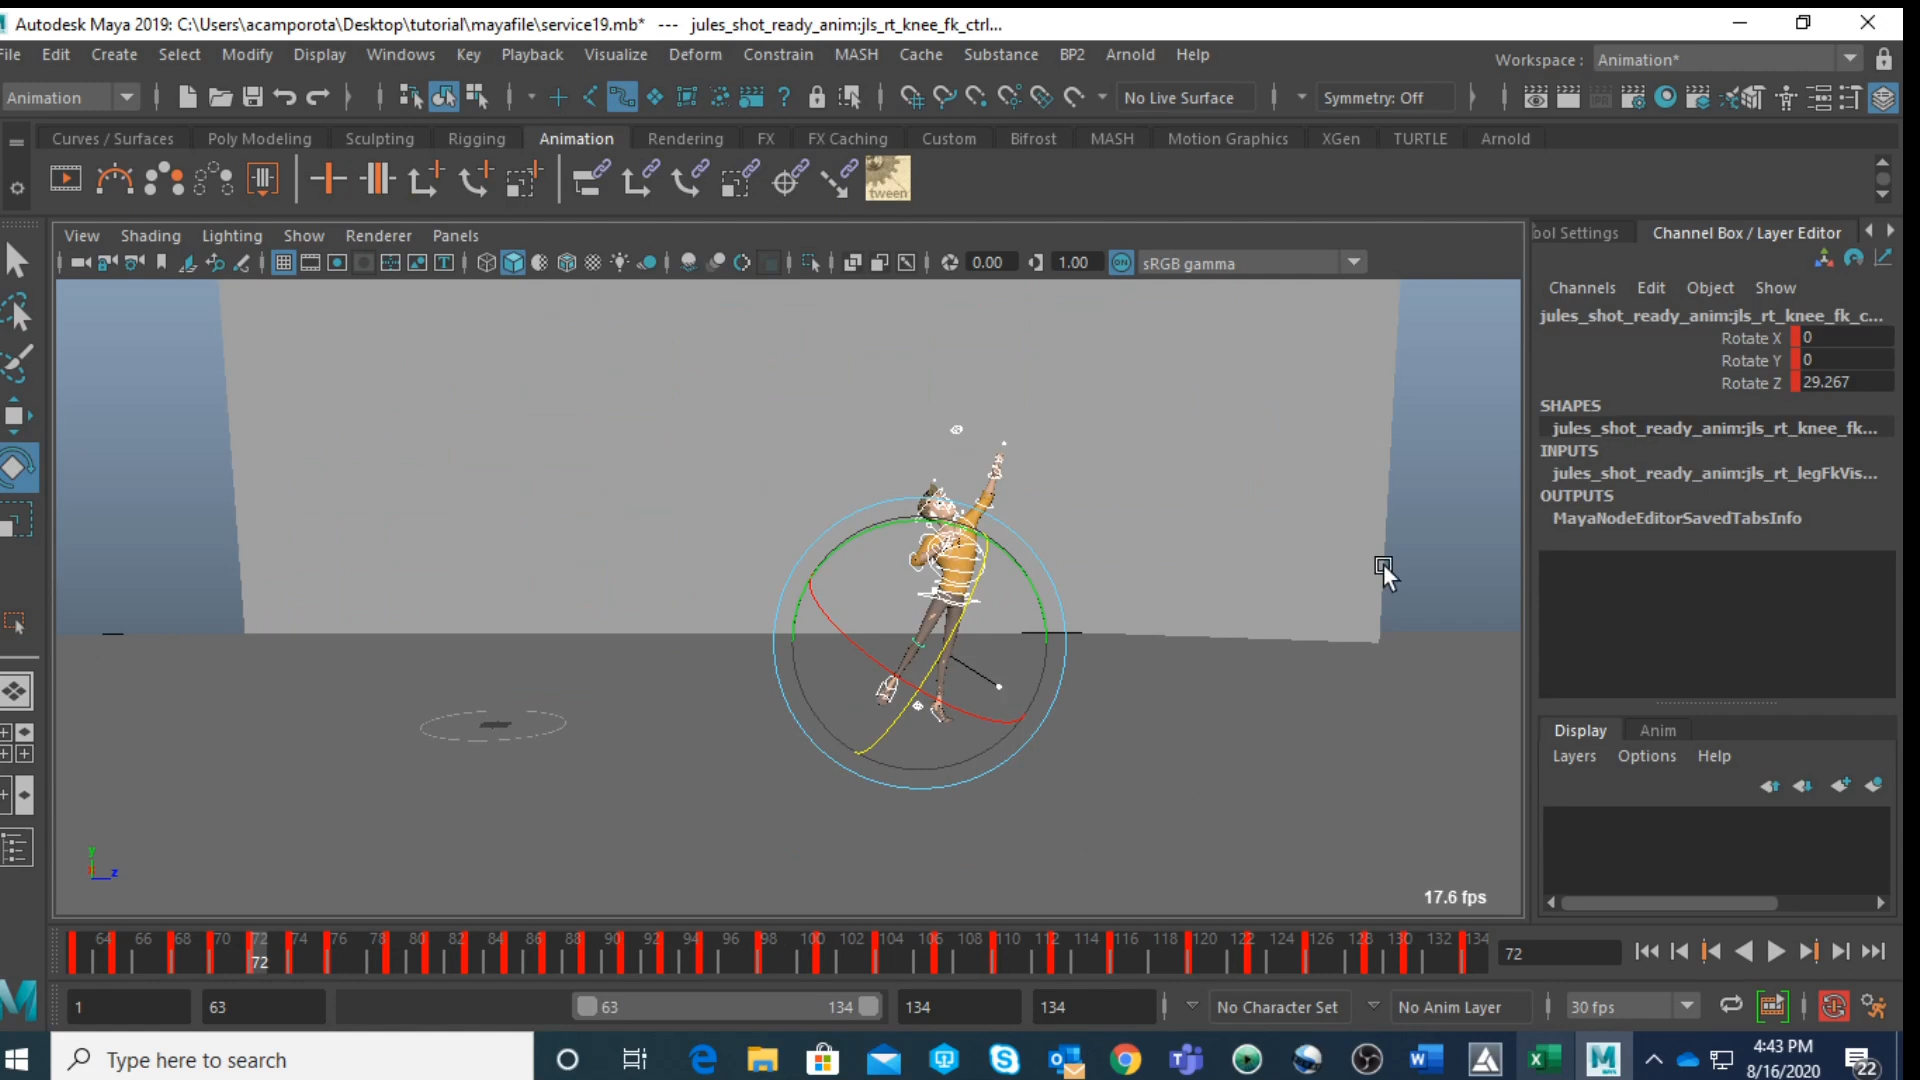 Autodesk Maya 2019: C:\Users\acamporota\Desktop\tutorial\mayafile\service19.mb* --- jules_shot_ready_anim:jls_rt_knee_fk_ctrl...
File Edit Create Select Modify Display Windows Key Playback Visualize Deform Constrain MASH Cache Substance BP2 Arnold Help
Workspace : Animation*
Animation
No Live Surface
Symmetry: Off
Curves / Surfaces Poly Modeling Sculpting Rigging Animation Rendering FX FX Caching Custom Bifrost MASH Motion Graphics XGen TURTLE Arnold
tween
View Shading Lighting Show Renderer Panels
0.00 1.00 ON sRGB gamma
ool Settings Channel Box / Layer Editor
Channels Edit Object Show
jules_shot_ready_anim:jls_rt_knee_fk_c...
Rotate X 0
Rotate Y 0
Rotate Z 29.267
SHAPES
jules_shot_ready_anim:jls_rt_knee_fk...
INPUTS
jules_shot_ready_anim:jls_rt_legFkVis...
OUTPUTS
MayaNodeEditorSavedTabsInfo
Display Anim
Layers Options Help
y
z
17.6 fps
64 66 68 70 72 74 76 78 80 82 84 86 88 90 92 94 96 98 100 102 104 106 108 110 112 114 116 118 120 122 124 126 128 130 132 134
72
72
1 63 63 134 134 134 No Character Set No Anim Layer 30 fps
Type here to search
4:43 PM
8/16/2020
22